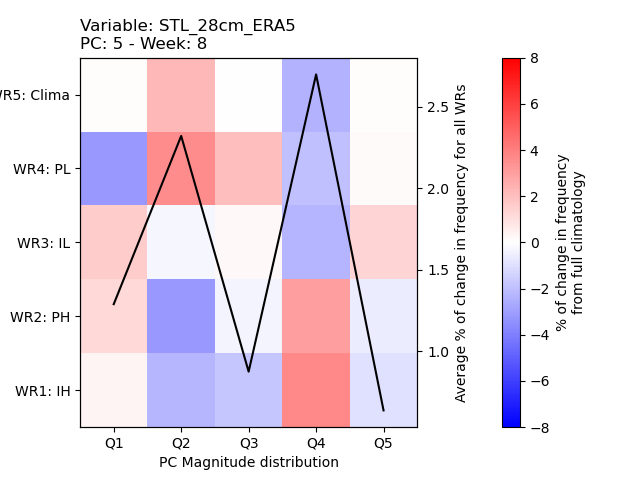 Variable: STL_28cm_ERA5
PC: 5 - Week: 8
WR5: Clima
WR4: PL
WR3: IL
WR2: PH
WR1: IH
Q1 Q2 Q3 Q4 Q5
PC Magnitude distribution
2.5
2.0
1.5
1.0
Average % of change in frequency for all WRs
8
6
4
2
0
−2
−4
−6
−8
% of change in frequency
from full climatology